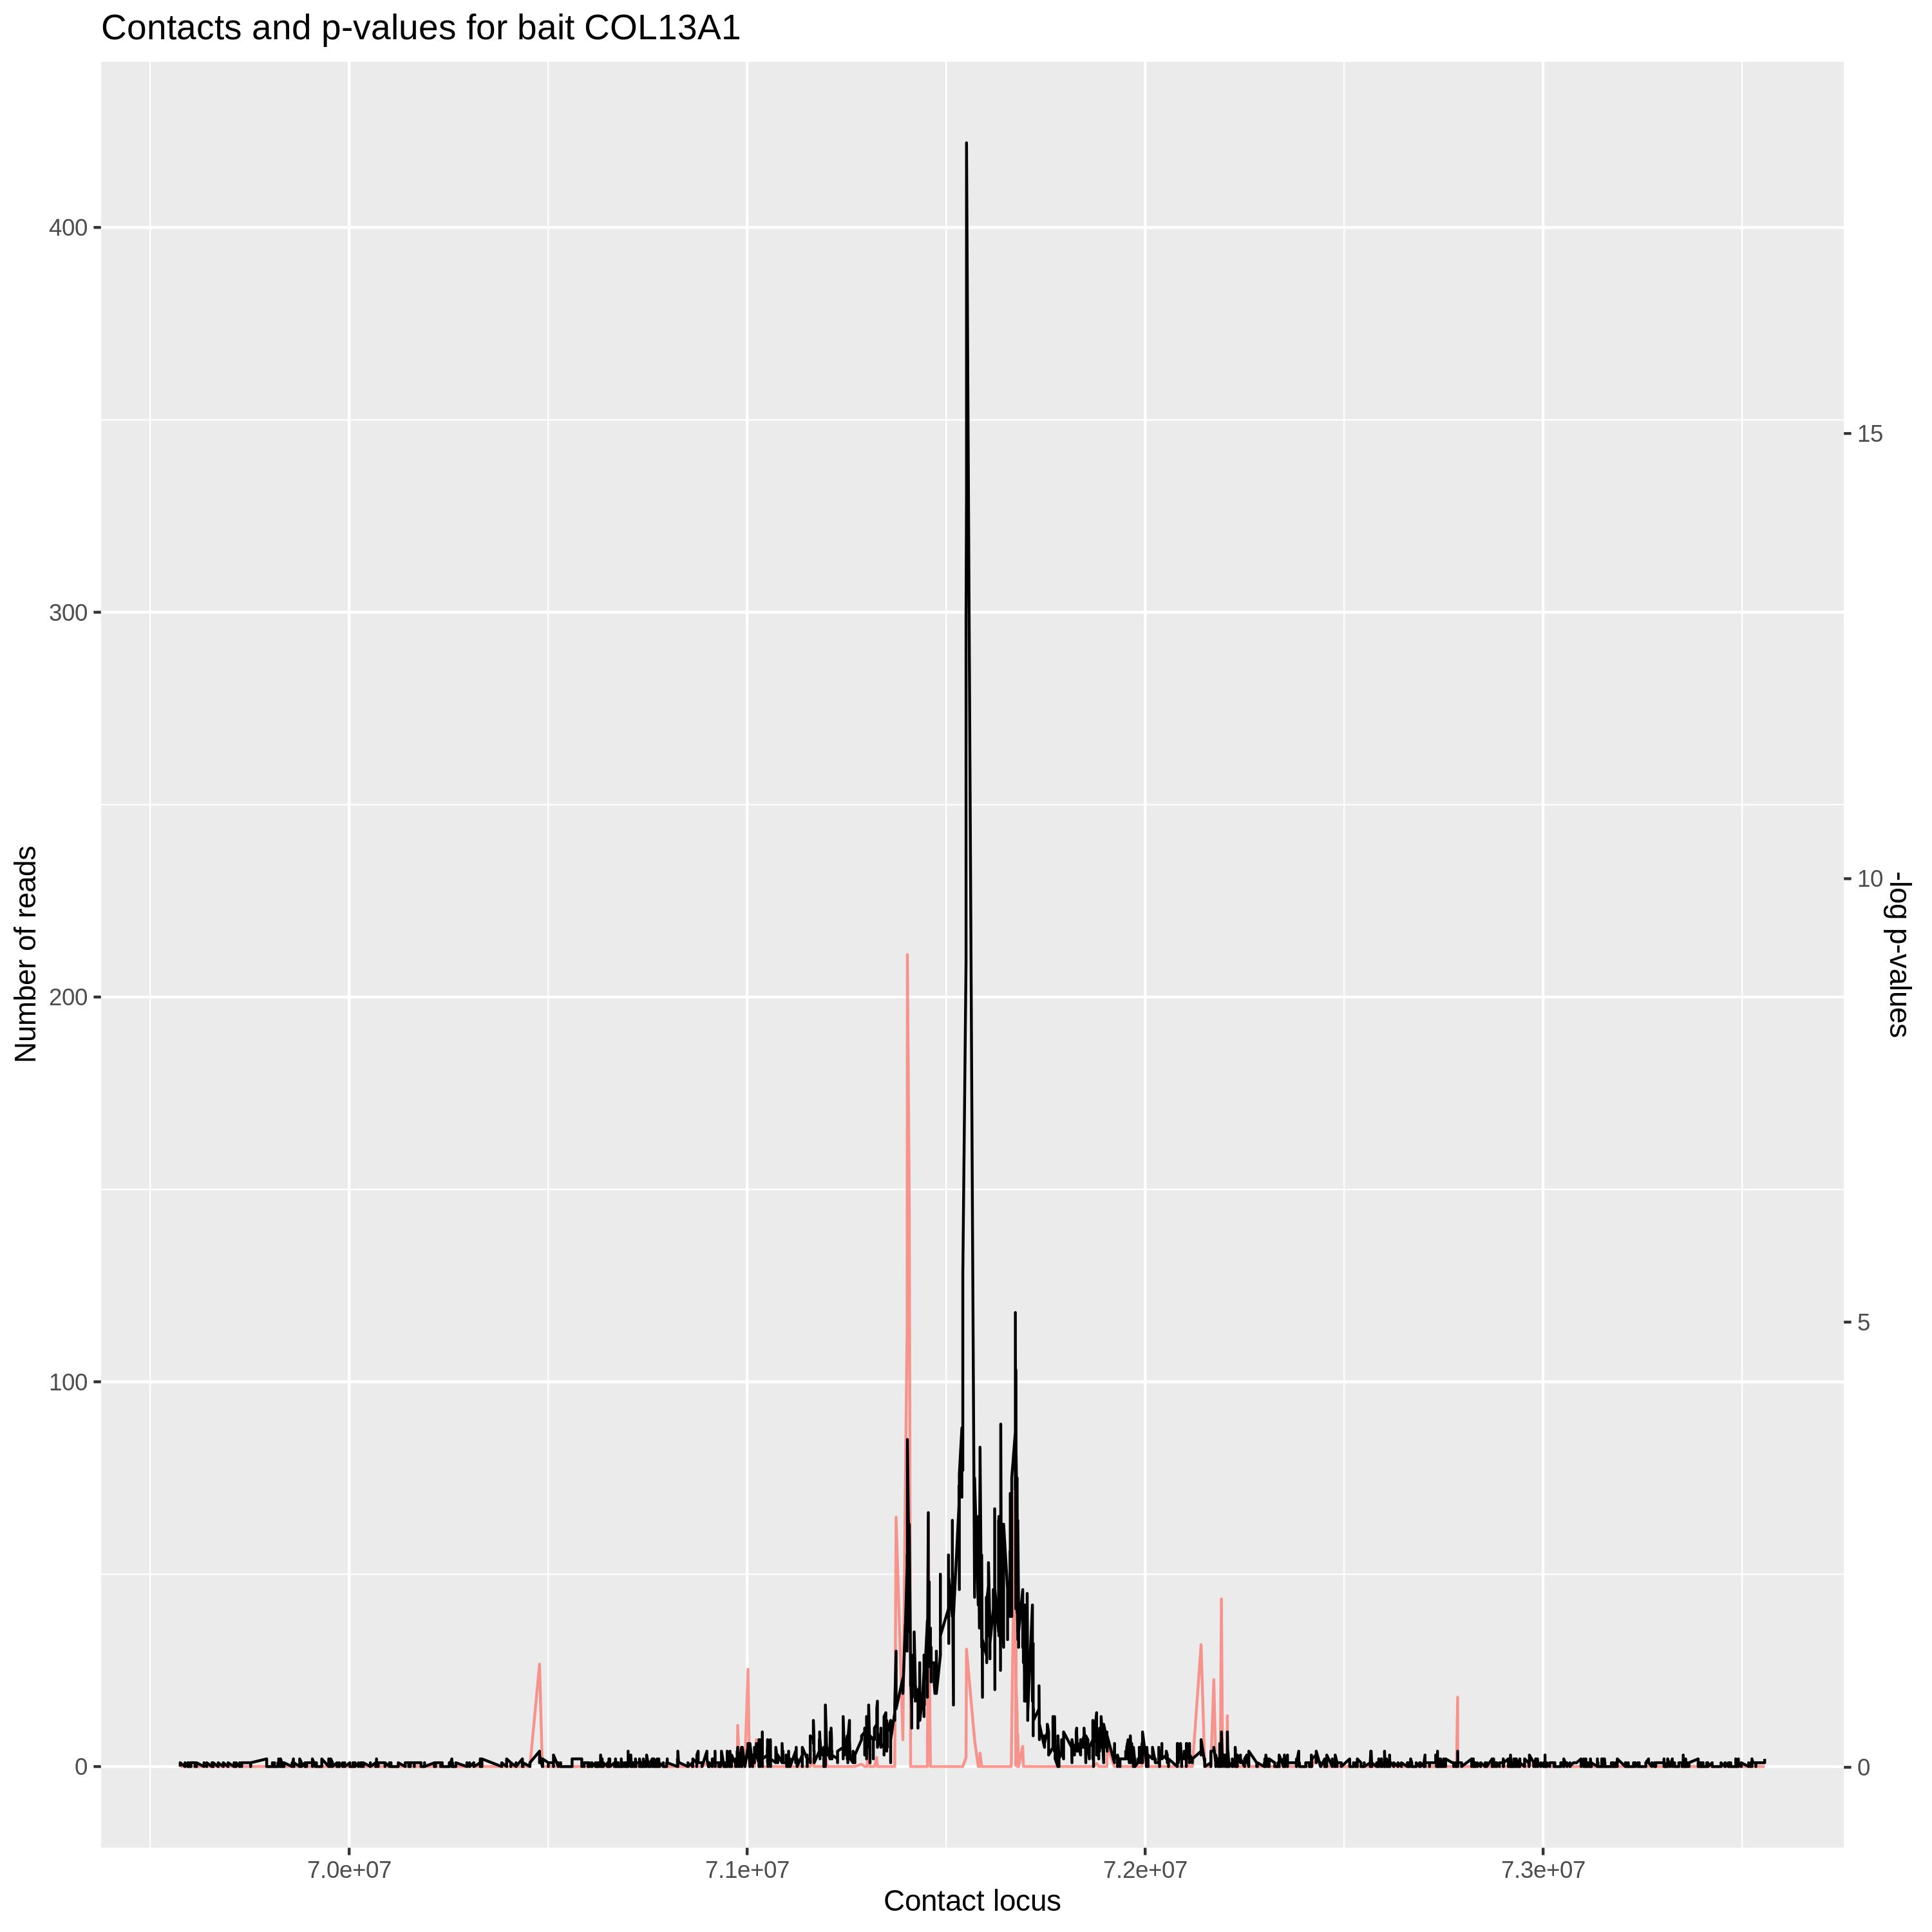 Contacts and p-values for bait COL13A1
400
300
200
100
0
Number of reads
15
10
5
0
-log p-values
7.0e+07
7.1e+07
7.2e+07
7.3e+07
Contact locus